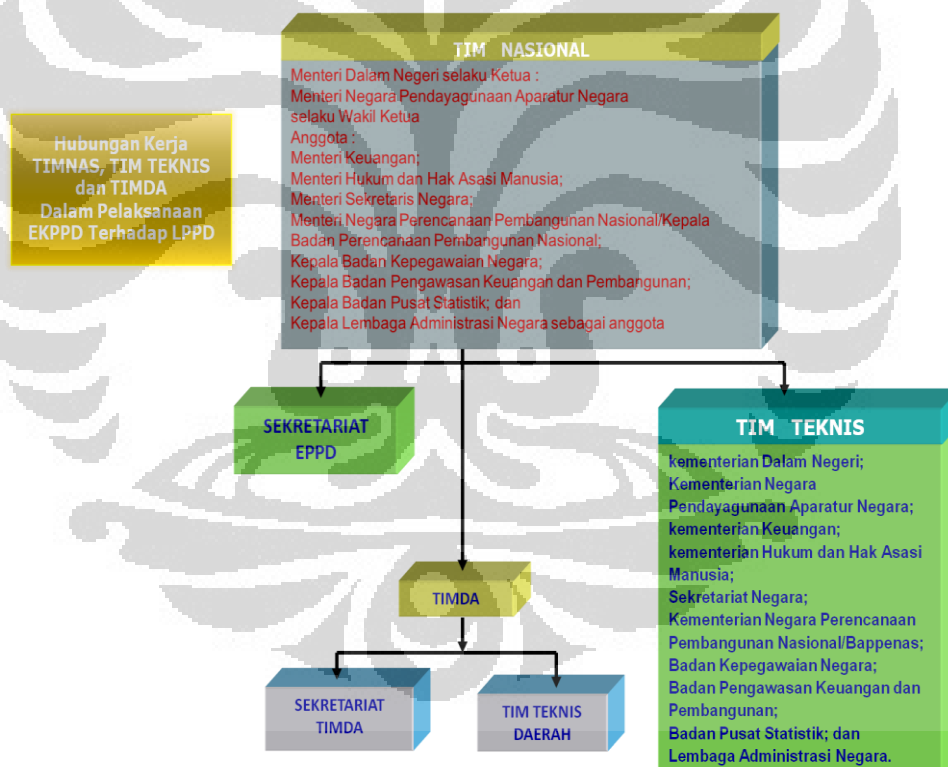 TIM NASIONAL
Menteri Dalam Negeri selaku Ketua :
Menteri Negara Pendayagunaan Aparatur Negara
selaku Wakil Ketua
Anggota :
Menteri Keuangan;
Menteri Hukum dan Hak Asasi Manusia;
Menteri Sekretaris Negara;
Menteri Negara Perencanaan Pembangunan Nasional/Kepala
Badan Perencanaan Pembangunan Nasional;
Kepala Badan Kepegawaian Negara;
Kepala Badan Pengawasan Keuangan dan Pembangunan;
Kepala Badan Pusat Statistik; dan
Kepala Lembaga Administrasi Negara sebagai anggota
Hubungan Kerja
TIMNAS, TIM TEKNIS
dan TIMDA
Dalam Pelaksanaan
EKPPD Terhadap LPPD
SEKRETARIAT
EPPD
TIM TEKNIS
kementerian Dalam Negeri;
Kementerian Negara
Pendayagunaan Aparatur Negara;
kementerian Keuangan;
kementerian Hukum dan Hak Asasi
Manusia;
Sekretariat Negara;
Kementerian Negara Perencanaan
Pembangunan Nasional/Bappenas;
Badan Kepegawaian Negara;
Badan Pengawasan Keuangan dan
Pembangunan;
Badan Pusat Statistik; dan
Lembaga Administrasi Negara.
TIMDA
SEKRETARIAT
TIMDA
TIM TEKNIS
DAERAH